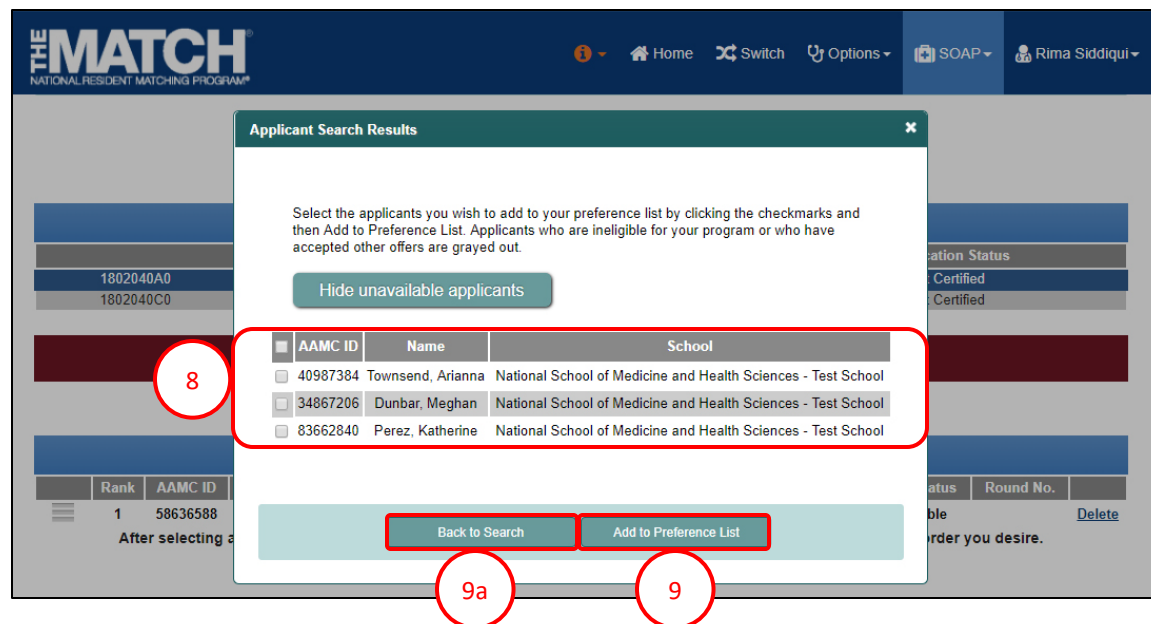 THE MATCH®
NATIONAL RESIDENT MATCHING PROGRAM®
Home Switch Options SOAP Rima Siddiqui
Applicant Search Results
Select the applicants you wish to add to your preference list by clicking the checkmarks and
then Add to Preference List. Applicants who are ineligible for your program or who have
accepted other offers are grayed out.
Status
1802040A0 Certified
Hide unavailable applicants
1802040C0 Certified
AAMC ID Name School
8
40987384 Townsend, Arianna National School of Medicine and Health Sciences - Test School
34867206 Dunbar, Meghan National School of Medicine and Health Sciences - Test School
83662840 Perez, Katherine National School of Medicine and Health Sciences - Test School
Rank AAMC ID Round No.
1 58636588 Delete
Back to Search Add to Preference List
After selecting a you desire.
9a 9